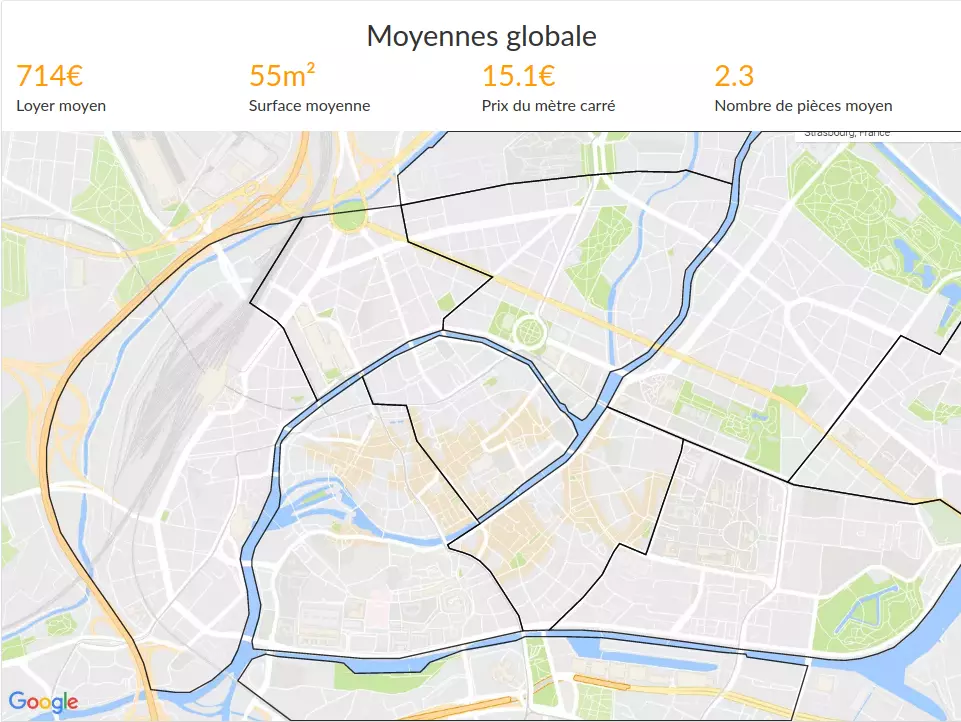 Moyennes globale
714€ 55m² 15.1€ 2.3
Loyer moyen Surface moyenne Prix du mètre carré Nombre de pièces moyen
Strasbourg, France
Google